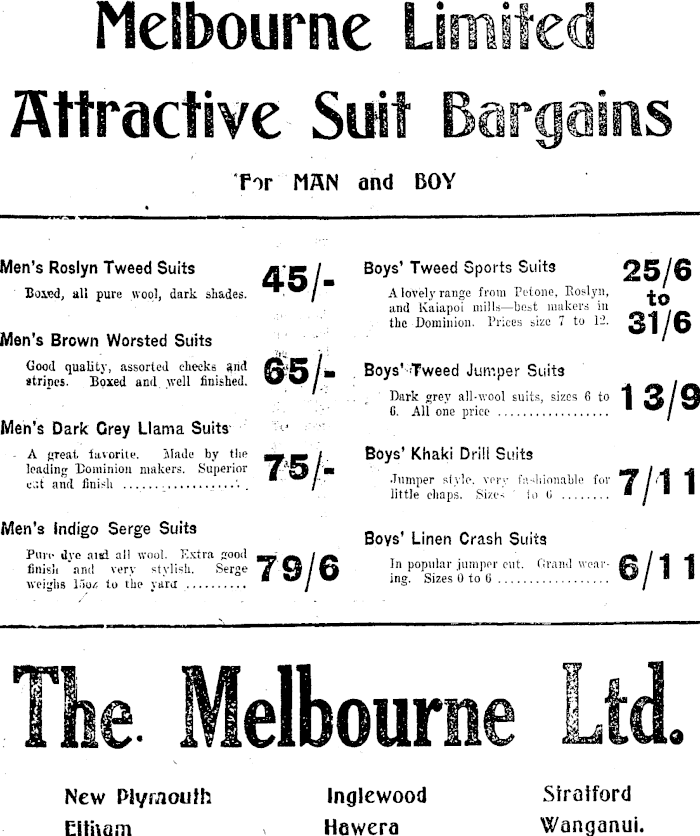 Melbourne Limited
Attractive Suit Bargains
For MAN and BOY
Men's Roslyn Tweed Suits
Boxed, all pure wool, dark shades.
45/-
Men's Brown Worsted Suits
Good quality, assorted checks and
stripes. Boxed and well finished.
65/-
Men's Dark Grey Llama Suits
A great favorite. Made by the
leading Dominion makers. Superior
cut and finish ..................
75/-
Men's Indigo Serge Suits
Pure dye and all wool. Extra good
finish and very stylish. Serge
weighs 15oz to the yard ..........
79/6
Boys' Tweed Sports Suits
A lovely range from Petone, Roslyn,
and Kaiapoi mills—best makers in
the Dominion. Prices size 7 to 12.
25/6
to
31/6
Boys' Tweed Jumper Suits
Dark grey all-wool suits, sizes 6 to
6. All one price ..................
13/9
Boys' Khaki Drill Suits
Jumper style, very fashionable for
little chaps. Sizes to 6 ........
7/11
Boys' Linen Crash Suits
In popular jumper cut. Grand wear-
ing. Sizes 0 to 6 ..................
6/11
The Melbourne Ltd.
New Plymouth Inglewood Stratford
Eltham Hawera Wanganui.